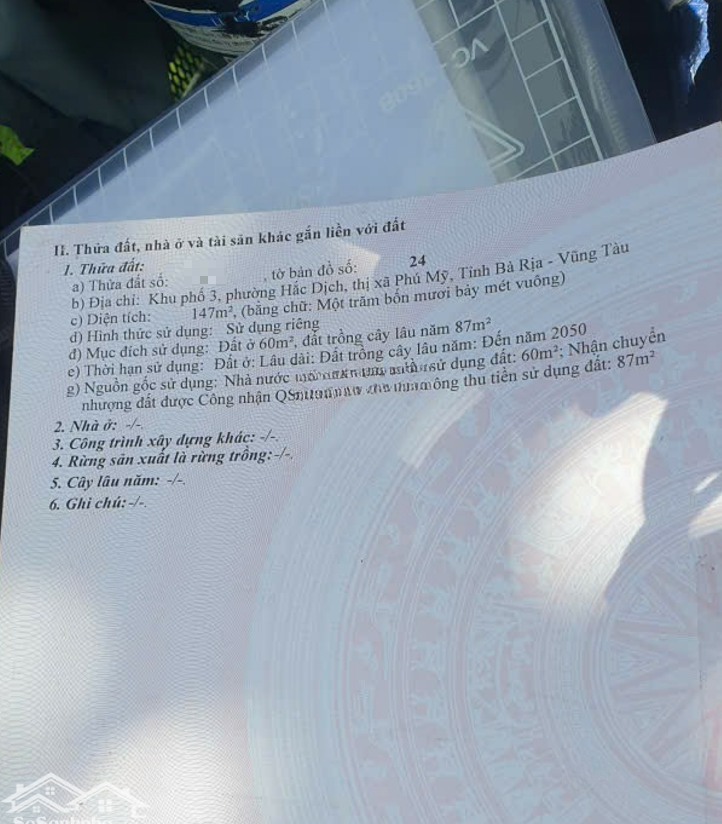 II. Thửa đất, nhà ở và tài sản khác gắn liền với đất
1. Thửa đất:
a) Thửa đất số: , tờ bản đồ số: 24
b) Địa chỉ: Khu phố 3, phường Hắc Dịch, thị xã Phú Mỹ, Tỉnh Bà Rịa - Vũng Tàu
c) Diện tích: 147m², (bằng chữ: Một trăm bốn mươi bảy mét vuông)
d) Hình thức sử dụng: Sử dụng riêng
đ) Mục đích sử dụng: Đất ở 60m², đất trồng cây lâu năm 87m²
e) Thời hạn sử dụng: Đất ở: Lâu dài: Đất trồng cây lâu năm: Đến năm 2050
g) Nguồn gốc sử dụng: Nhà nước sử dụng đất: 60m²; Nhận chuyển
nhượng đất được Công nhận thu tiền sử dụng đất: 87m²
2. Nhà ở: -/-.
3. Công trình xây dựng khác: -/-.
4. Rừng sản xuất là rừng trồng: -/-.
5. Cây lâu năm: -/-.
6. Ghi chú: -/-.